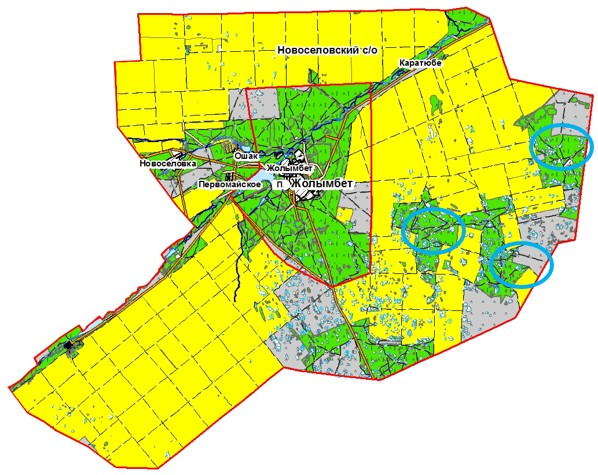 Новоселовский с/о
Каратюбе
Ошак
Новоселовка
Жолымбет
Первомайское
п Жолымбет